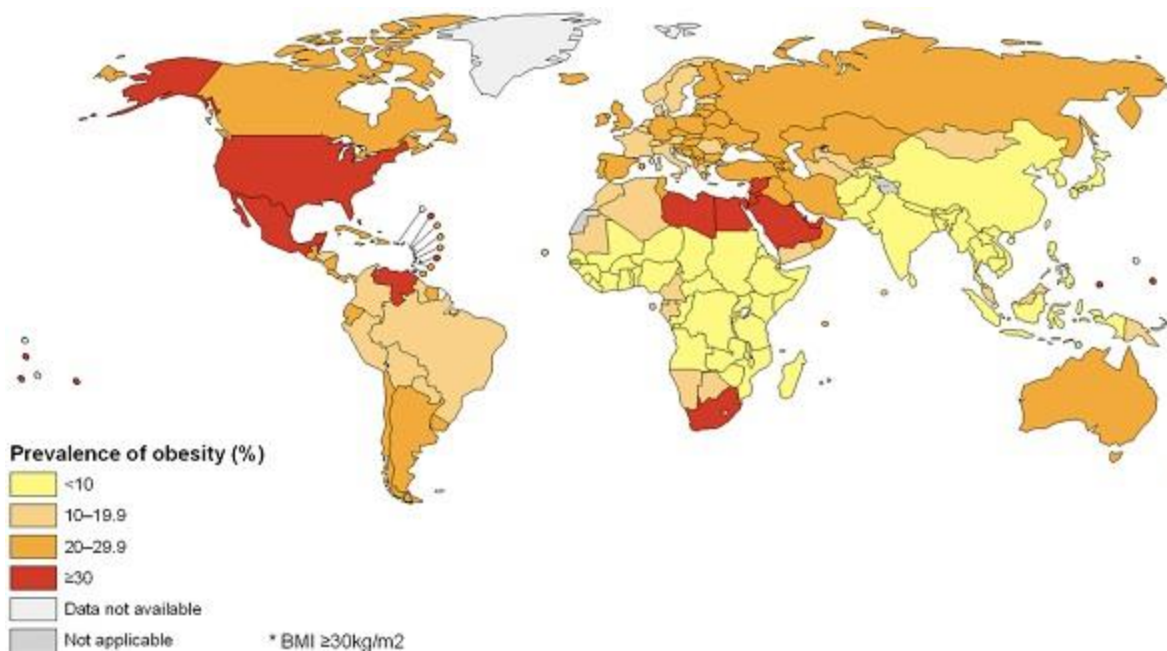 Prevalence of obesity (%)
<10
10–19.9
20–29.9
≥30
Data not available
Not applicable
* BMI ≥30kg/m2